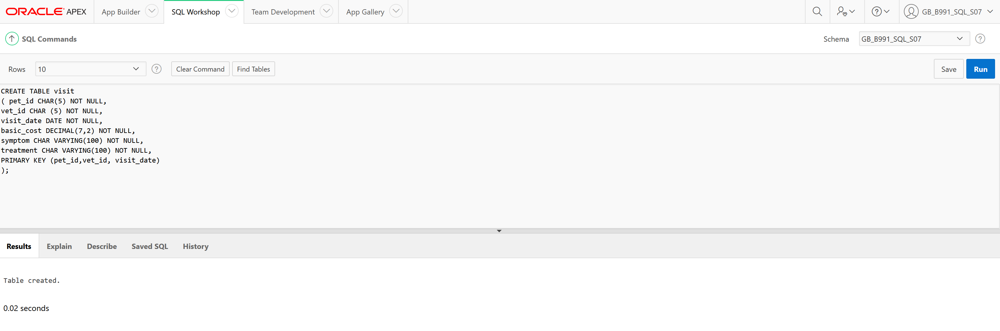 ORACLE® APEX App Builder SQL Workshop Team Development App Gallery GB_B991_SQL_S07
SQL Commands Schema GB_B991_SQL_S07
Rows 10 Clear Command Find Tables Save Run
CREATE TABLE visit
( pet_id CHAR(5) NOT NULL,
vet_id CHAR (5) NOT NULL,
visit_date DATE NOT NULL,
basic_cost DECIMAL(7,2) NOT NULL,
symptom CHAR VARYING(100) NOT NULL,
treatment CHAR VARYING(100) NOT NULL,
PRIMARY KEY (pet_id,vet_id, visit_date)
);
Results Explain Describe Saved SQL History
Table created.
0.02 seconds